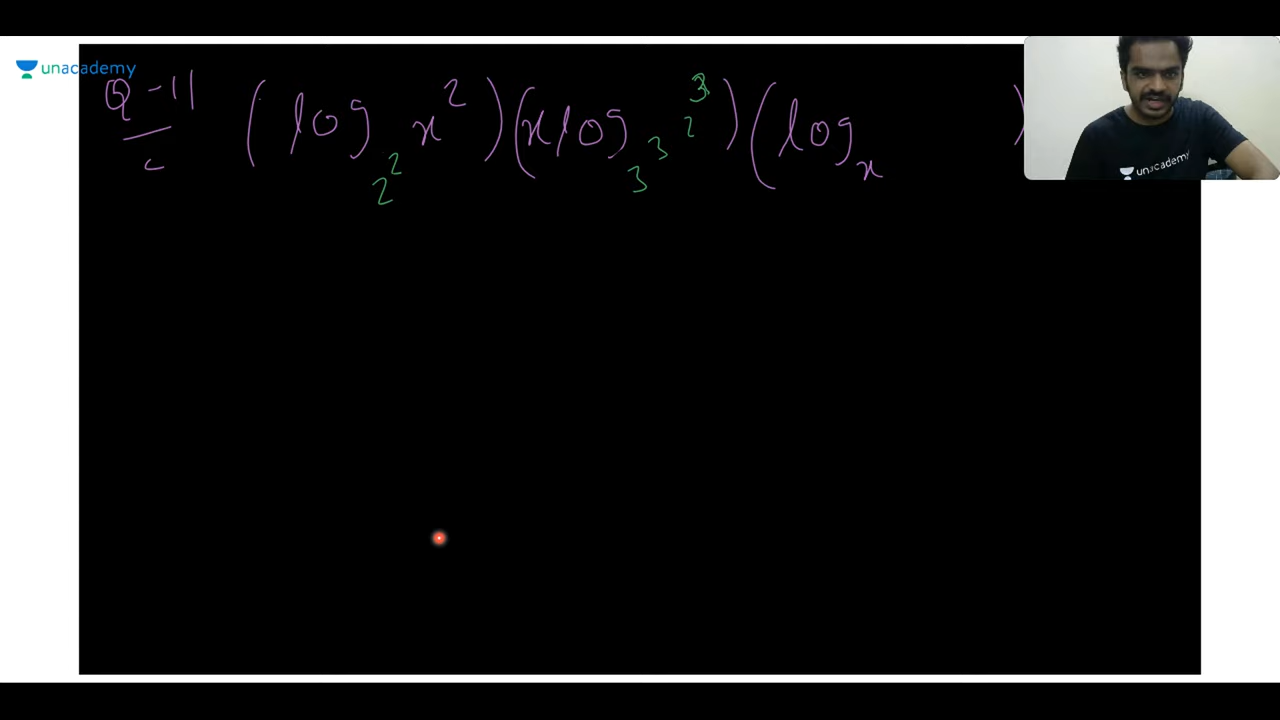 unacademy
Q-11 (log_{2^2} x^2)(x log_{3^3} 2^3)(log_x )
unacademy